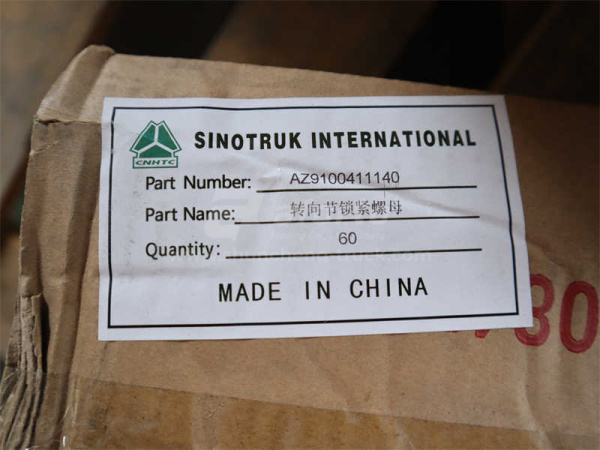 SINOTRUK INTERNATIONAL
CNHTC
Part Number: AZ9100411140
Part Name: 转向节锁紧螺母
Quantity: 60
MADE IN CHINA
730